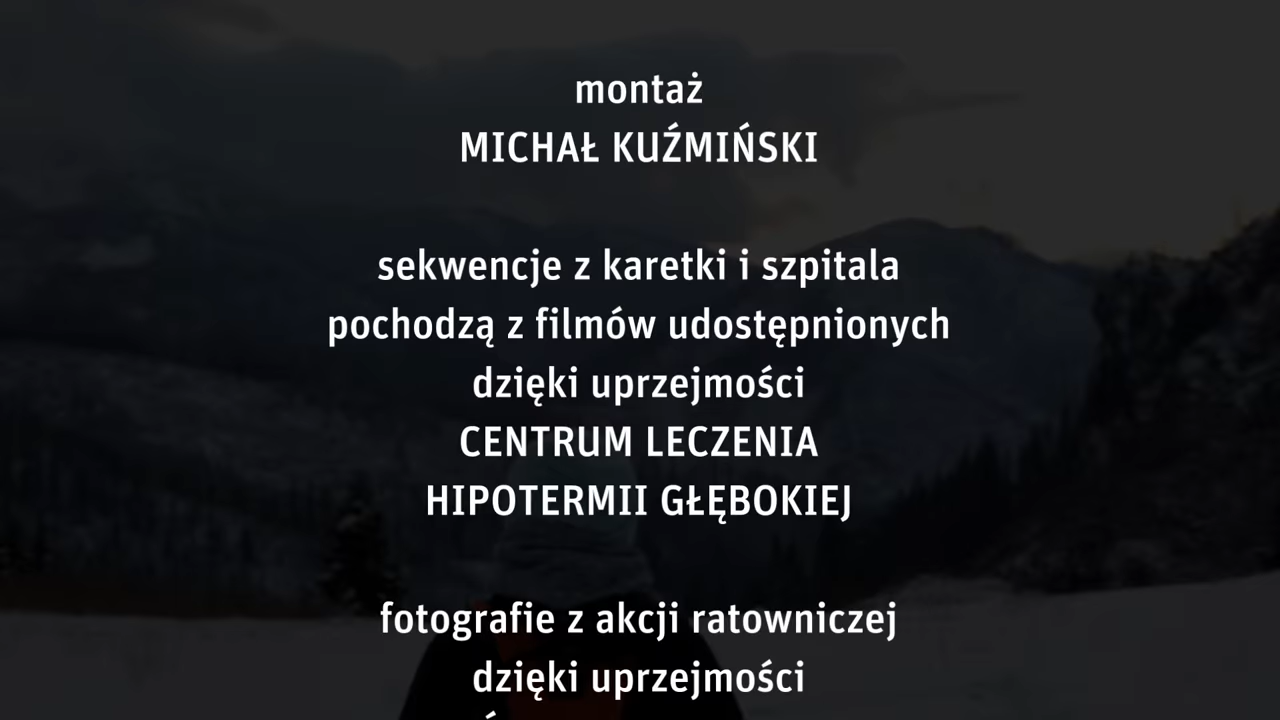 montaż
MICHAŁ KUŹMIŃSKI
sekwencje z karetki i szpitala
pochodzą z filmów udostępnionych
dzięki uprzejmości
CENTRUM LECZENIA
HIPOTERMII GŁĘBOKIEJ
fotografie z akcji ratowniczej
dzięki uprzejmości